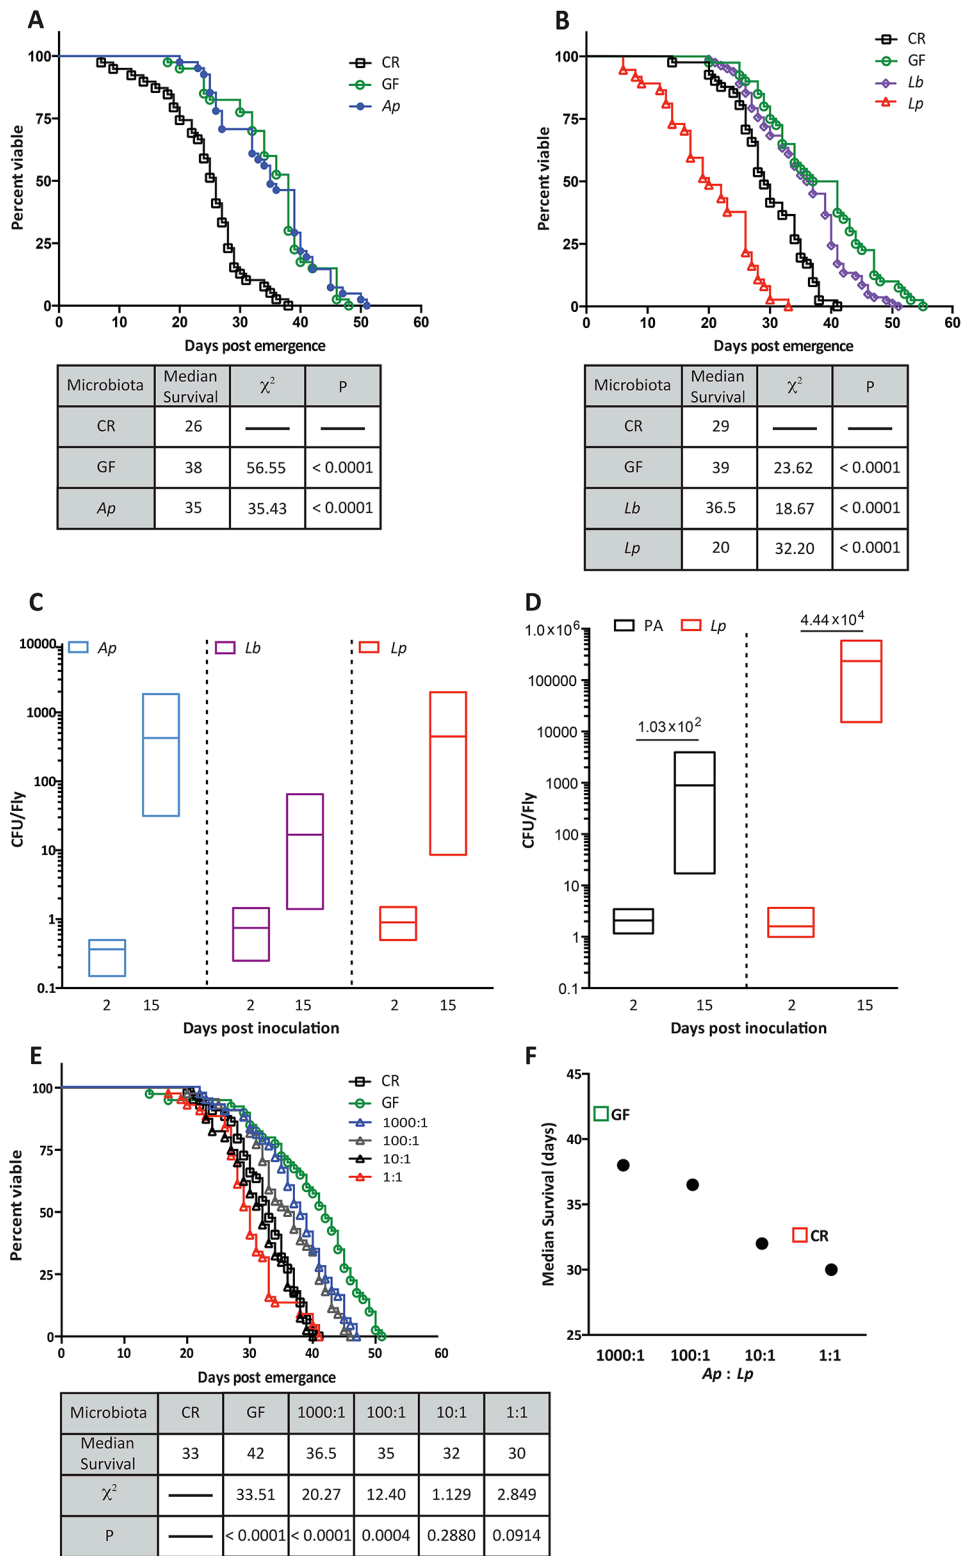 A
100
75
50
25
0
Percent viable
0 10 20 30 40 50 60
Days post emergence
CR
GF
Ap
Microbiota Median Survival χ² P
CR 26 — —
GF 38 56.55 < 0.0001
Ap 35 35.43 < 0.0001
B
100
75
50
25
0
Percent viable
0 10 20 30 40 50 60
Days post emergence
CR
GF
Lb
Lp
Microbiota Median Survival χ² P
CR 29 — —
GF 39 23.62 < 0.0001
Lb 36.5 18.67 < 0.0001
Lp 20 32.20 < 0.0001
C
Ap Lb Lp
10000
1000
100
10
1
0.1
CFU/Fly
2 15 2 15 2 15
Days post inoculation
D
PA Lp
1.0 x 10⁶
100000
10000
1000
100
10
1
0.1
CFU/Fly
1.03 x 10²
4.44 x 10⁴
2 15 2 15
Days post inoculation
E
100
75
50
25
0
Percent viable
0 10 20 30 40 50 60
Days post emergance
CR
GF
1000:1
100:1
10:1
1:1
Microbiota CR GF 1000:1 100:1 10:1 1:1
Median Survival 33 42 36.5 35 32 30
χ² — 33.51 20.27 12.40 1.129 2.849
P — < 0.0001 < 0.0001 0.0004 0.2880 0.0914
F
45
40
35
30
25
Median Survival (days)
GF
CR
1000:1 100:1 10:1 1:1
Ap : Lp